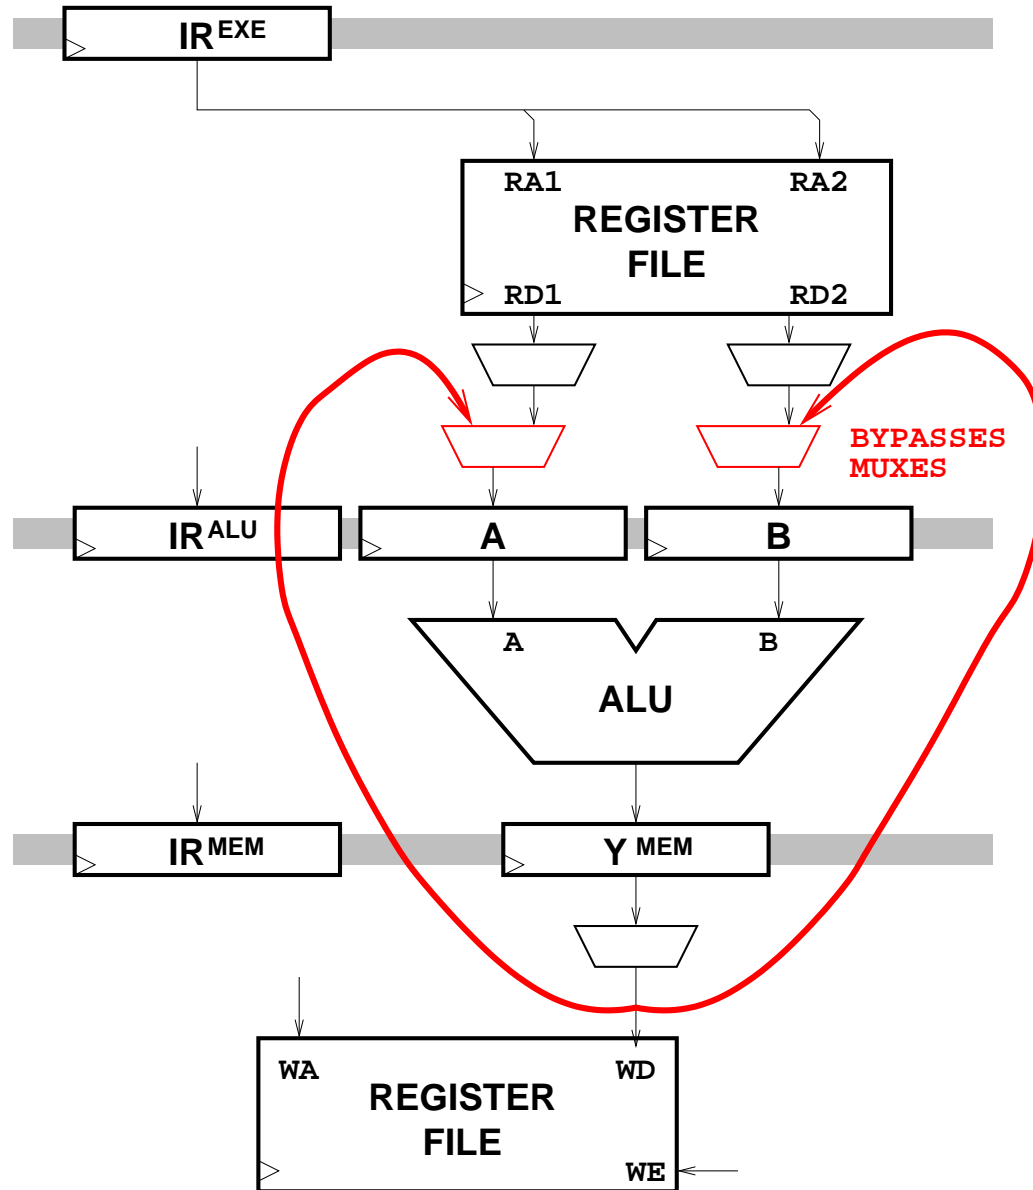 IR EXE
RA1 RA2
REGISTER
FILE
RD1 RD2
BYPASSES
MUXES
IR ALU A B
A B
ALU
IR MEM Y MEM
WA WD
REGISTER
FILE
WE